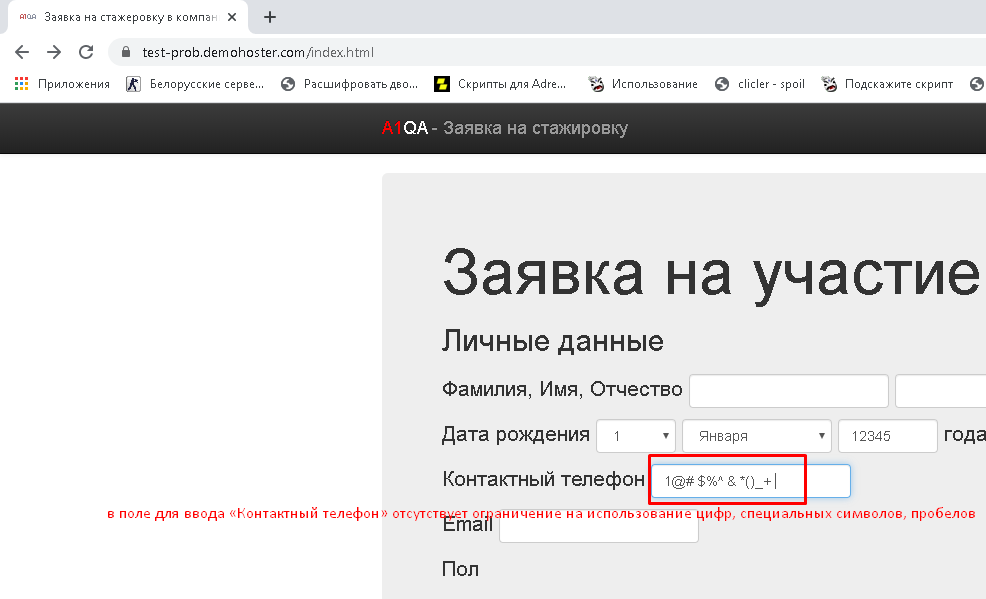 A1QA Заявка на стажировку в компан
test-prob.demohoster.com/index.html
Приложения Белорусские серве... Расшифровать дво... Скрипты для Adre... Использование clicler - spoil Подскажите скрипт
A1QA - Заявка на стажировку
Заявка на участие
Личные данные
Фамилия, Имя, Отчество
Дата рождения 1 Января 12345 года
Контактный телефон 1@# $%^ & *()_+
в поле для ввода «Контактный телефон» отсутствует ограничение на использование цифр, специальных символов, пробелов
Email
Пол